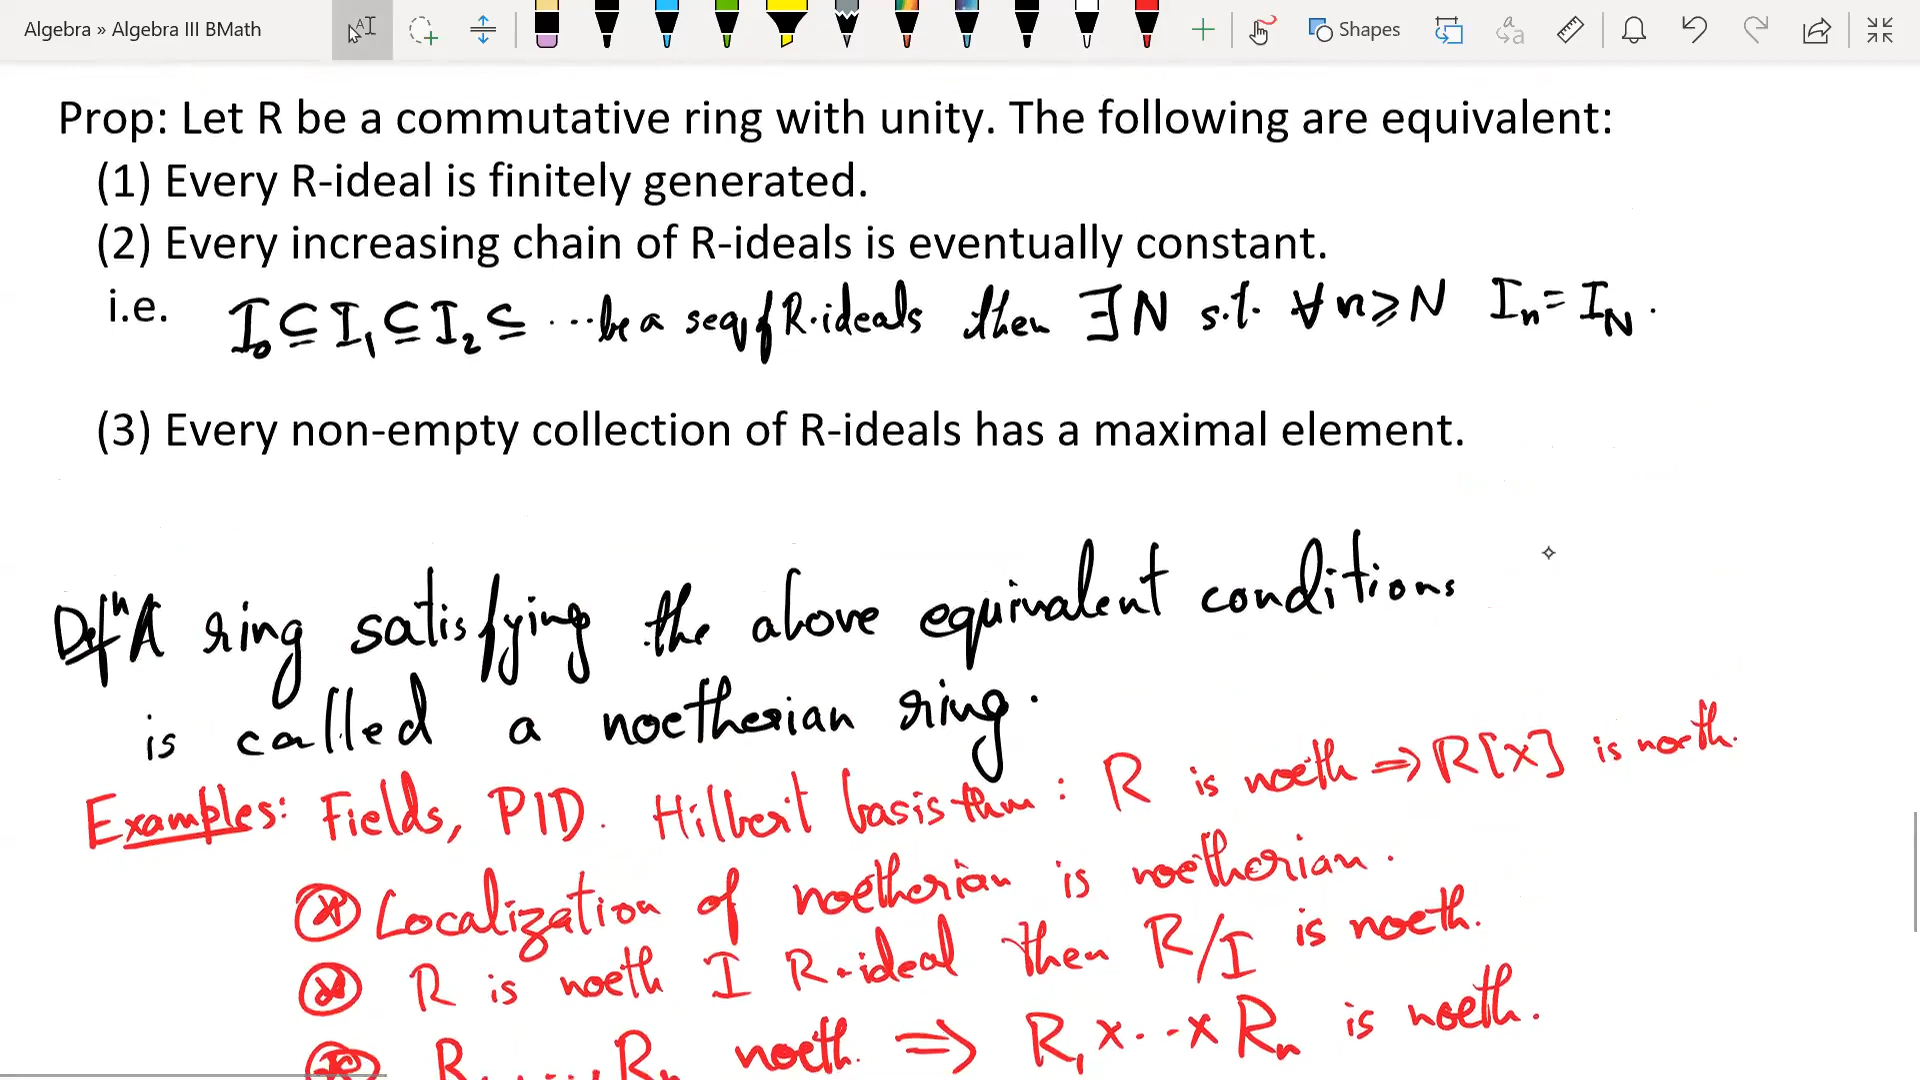 Algebra » Algebra III BMath
Shapes
Prop: Let R be a commutative ring with unity. The following are equivalent:
(1) Every R-ideal is finitely generated.
(2) Every increasing chain of R-ideals is eventually constant.
i.e. I₀ ⊆ I₁ ⊆ I₂ ⊆ ... be a seq of R-ideals then ∃ N s.t. ∀ n ⩾ N Iₙ = I_N.
(3) Every non-empty collection of R-ideals has a maximal element.
Defⁿ A ring satisfying the above equivalent conditions
is called a noetherian ring.
Examples: Fields, PID. Hilbert basis thm: R is noeth ⇒ R[X] is noeth.
Localization of noetherian is noetherian.
R is noeth I R-ideal then R/I is noeth.
R₁, ..., Rₙ noeth. ⇒ R₁ × ... × Rₙ is noeth.